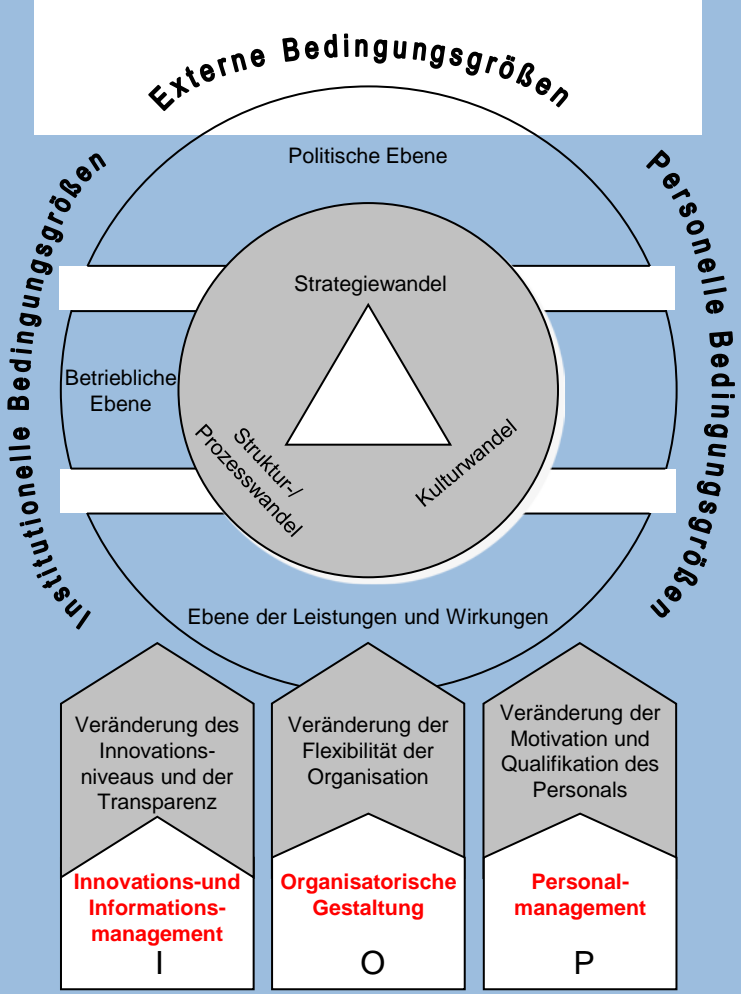 Externe Bedingungsgrößen
Institutionelle Bedingungsgrößen
Personelle Bedingungsgrößen
Politische Ebene
Strategiewandel
Betriebliche
Ebene
Struktur-/
Prozesswandel
Kulturwandel
Ebene der Leistungen und Wirkungen
Veränderung des
Innovations-
niveaus und der
Transparenz
Veränderung der
Flexibilität der
Organisation
Veränderung der
Motivation und
Qualifikation des
Personals
Innovations-und
Informations-
management
I
Organisatorische
Gestaltung
O
Personal-
management
P